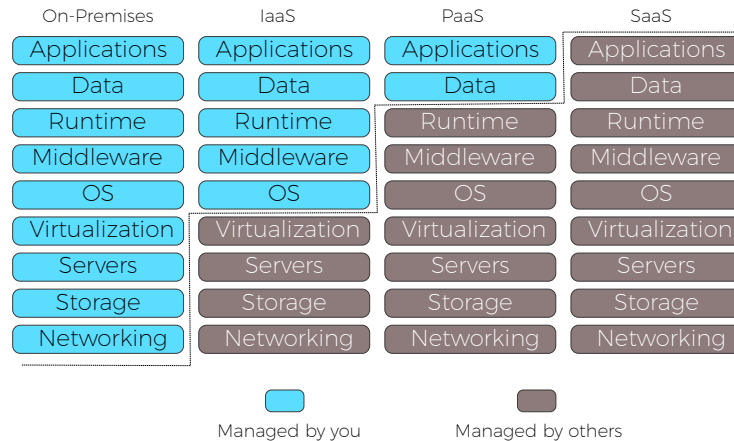 On-Premises IaaS PaaS SaaS
Applications Applications Applications Applications
Data Data Data Data
Runtime Runtime Runtime Runtime
Middleware Middleware Middleware Middleware
OS OS OS OS
Virtualization Virtualization Virtualization Virtualization
Servers Servers Servers Servers
Storage Storage Storage Storage
Networking Networking Networking Networking
Managed by you Managed by others